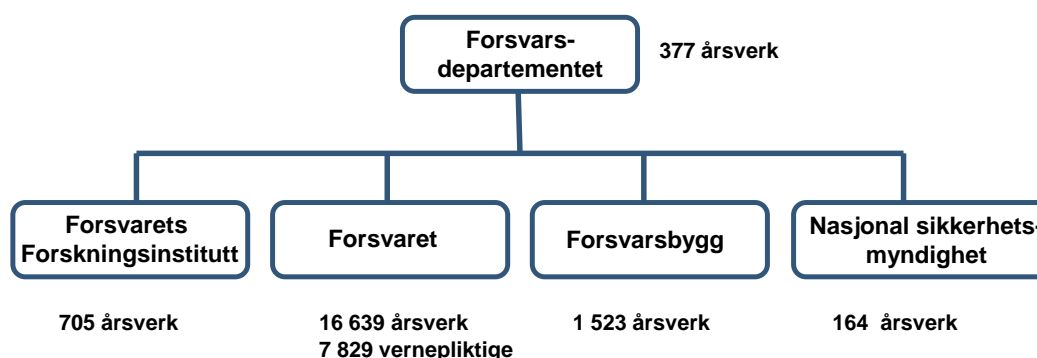 Forsvars-
departementet
377 årsverk
Forsvarets
Forskningsinstitutt
Forsvaret
Forsvarsbygg
Nasjonal sikkerhets-
myndighet
705 årsverk
16 639 årsverk
7 829 vernepliktige
1 523 årsverk
164 årsverk